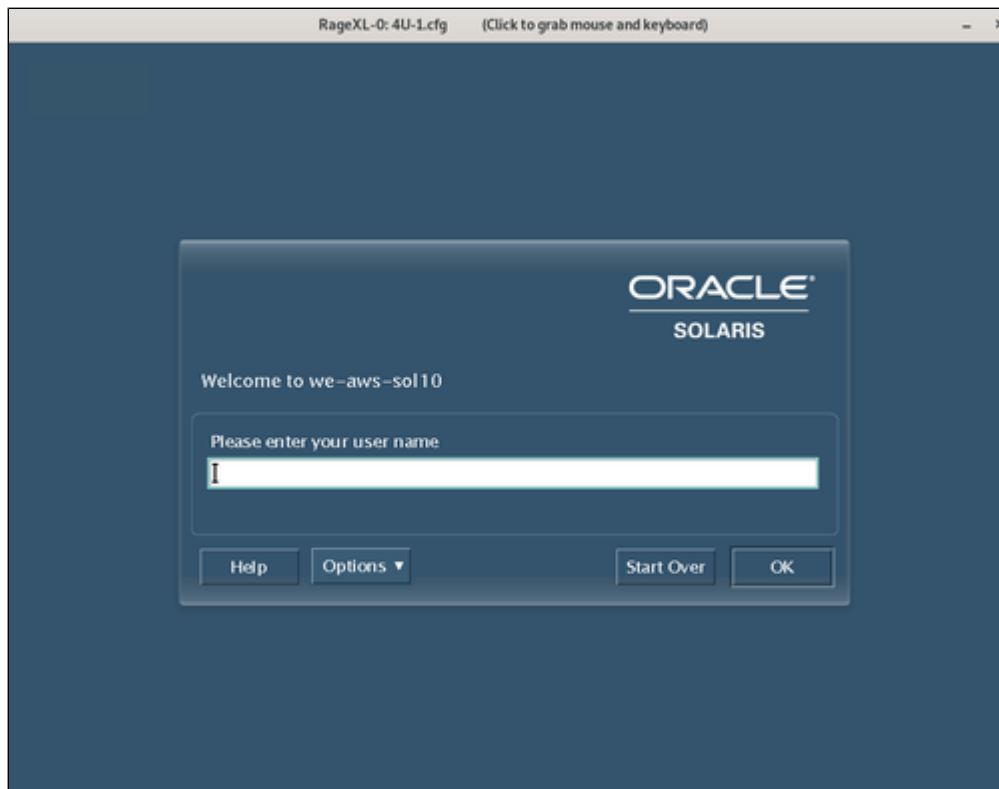 RageXL-0: 4U-1.cfg (Click to grab mouse and keyboard)
ORACLE®
SOLARIS
Welcome to we-aws-sol10
Please enter your user name
Help Options ▼ Start Over OK